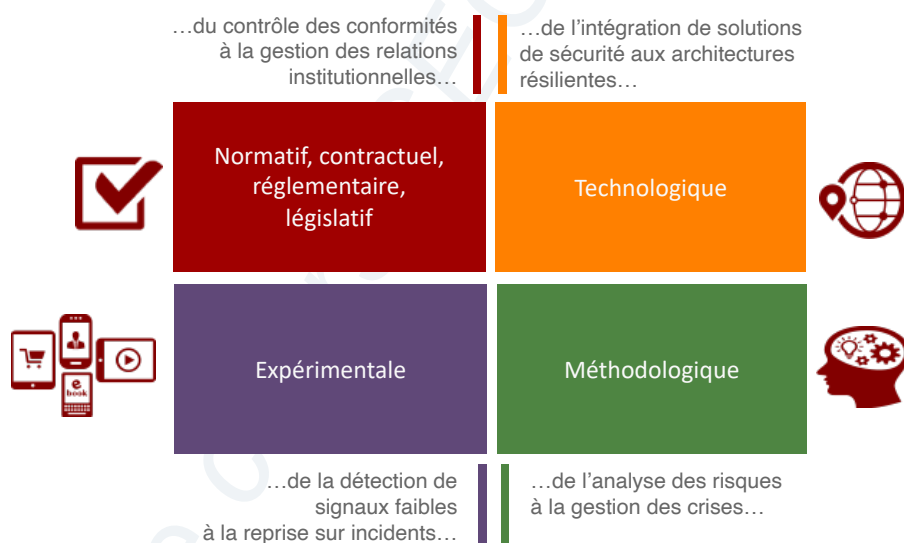 …du contrôle des conformités
à la gestion des relations
institutionnelles…
…de l’intégration de solutions
de sécurité aux architectures
résilientes…
Normatif, contractuel,
réglementaire,
législatif
Technologique
Expérimentale
Méthodologique
e
book
…de la détection de
signaux faibles
à la reprise sur incidents…
…de l’analyse des risques
à la gestion des crises…